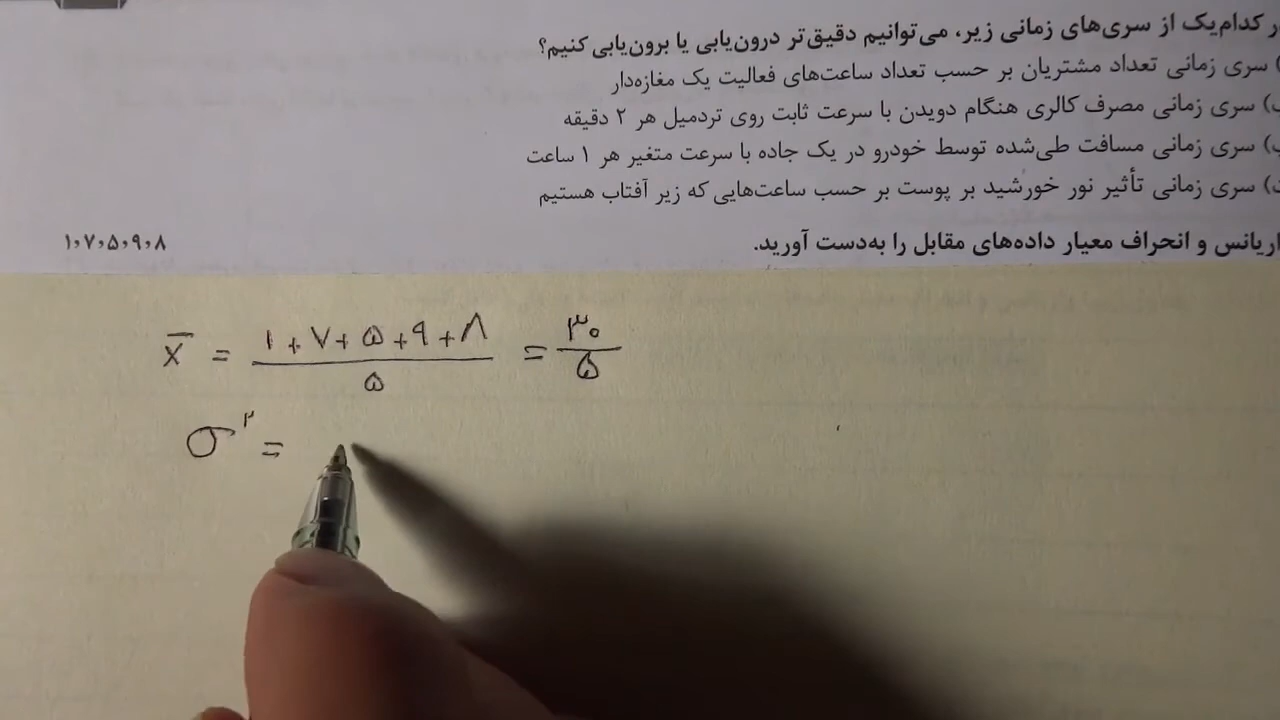 ر کدام‌یک از سری‌های زمانی زیر، می‌توانیم دقیق‌تر درون‌یابی یا برون‌یابی کنیم؟
) سری زمانی تعداد مشتریان بر حسب تعداد ساعت‌های فعالیت یک مغازه‌دار
ب) سری زمانی مصرف کالری هنگام دویدن با سرعت ثابت روی تردمیل هر ۲ دقیقه
پ) سری زمانی مسافت طی‌شده توسط خودرو در یک جاده با سرعت متغیر هر ۱ ساعت
ت) سری زمانی تأثیر نور خورشید بر پوست بر حسب ساعت‌هایی که زیر آفتاب هستیم
اریانس و انحراف معیار داده‌های مقابل را به‌دست آورید. ۱,۷,۵,۹,۸
x̄ = (۱+۷+۵+۹+۸)/۵ = ۳۰/۵
σ² =